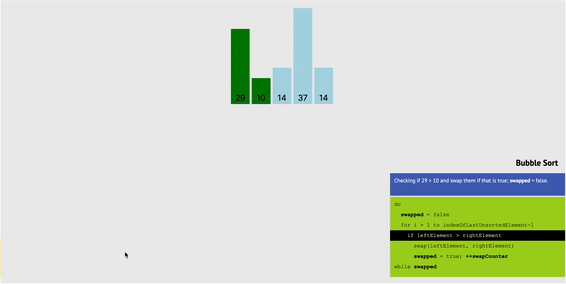 29 10 14 37 14
Bubble Sort
Checking if 29 > 10 and swap them if that is true; swapped = false.
do
swapped = false
for i = 1 to indexOfLastUnsortedElement-1
if leftElement > rightElement
swap(leftElement, rightElement)
swapped = true; ++swapCounter
while swapped